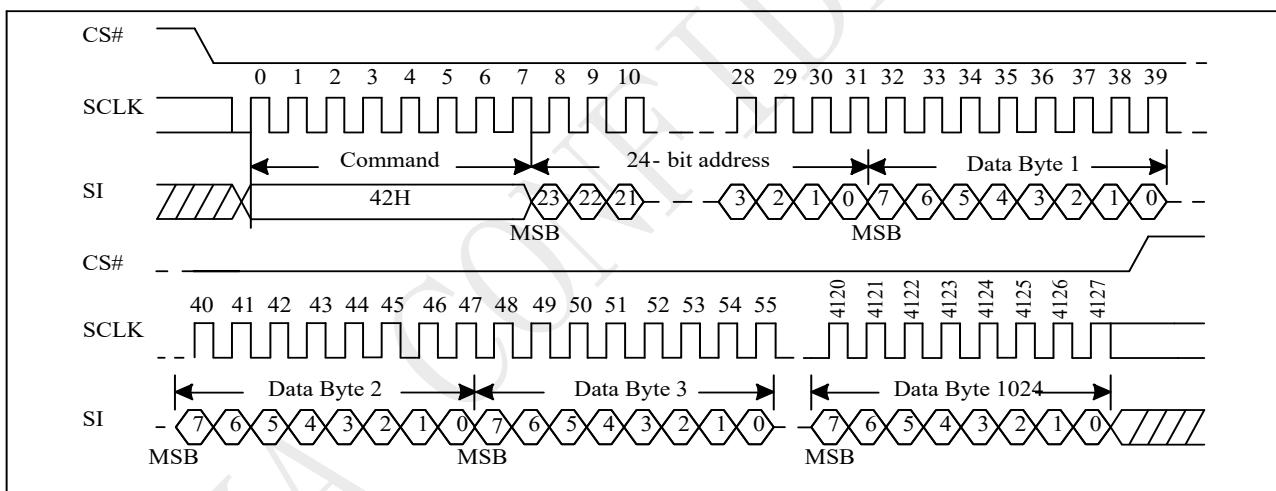 CS#
0 1 2 3 4 5 6 7 8 9 10 28 29 30 31 32 33 34 35 36 37 38 39
SCLK
Command 24- bit address Data Byte 1
SI 42H 23 22 21 3 2 1 0 7 6 5 4 3 2 1 0
MSB MSB
CS#
40 41 42 43 44 45 46 47 48 49 50 51 52 53 54 55 4120 4121 4122 4123 4124 4125 4126 4127
SCLK
Data Byte 2 Data Byte 3 Data Byte 1024
SI 7 6 5 4 3 2 1 0 7 6 5 4 3 2 1 0 7 6 5 4 3 2 1 0
MSB MSB MSB